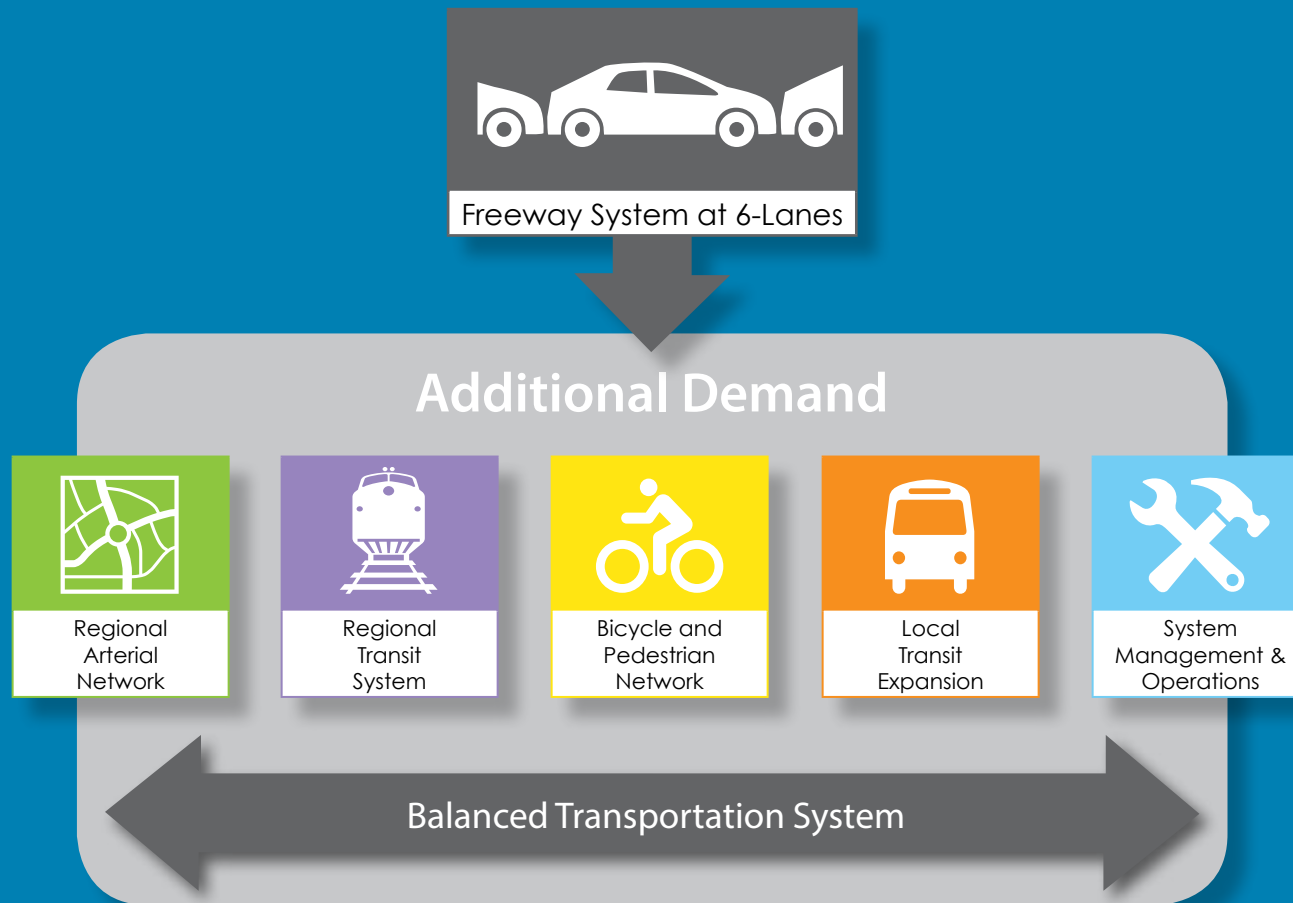 Freeway System at 6-Lanes
Additional Demand
Regional
Arterial
Network
Regional
Transit
System
Bicycle and
Pedestrian
Network
Local
Transit
Expansion
System
Management &
Operations
Balanced Transportation System